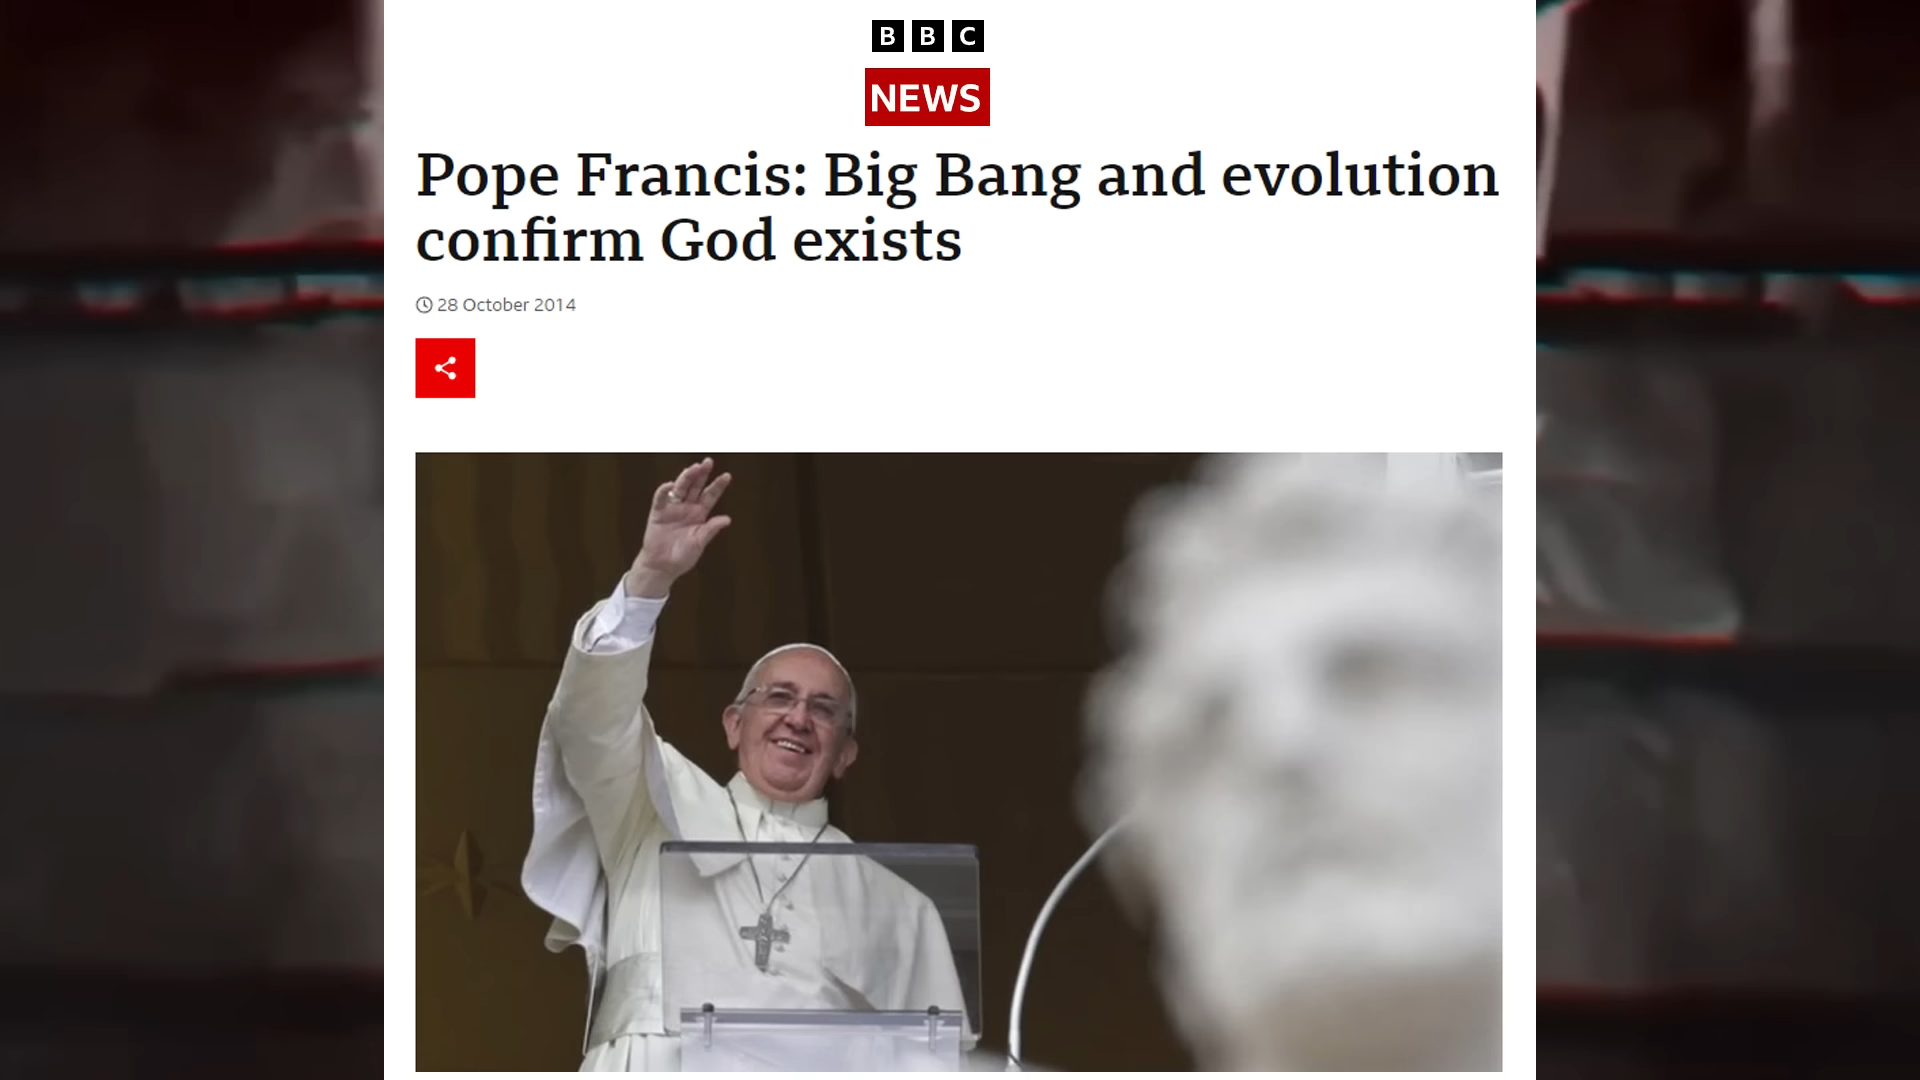 BBC
NEWS
Pope Francis: Big Bang and evolution
confirm God exists
28 October 2014